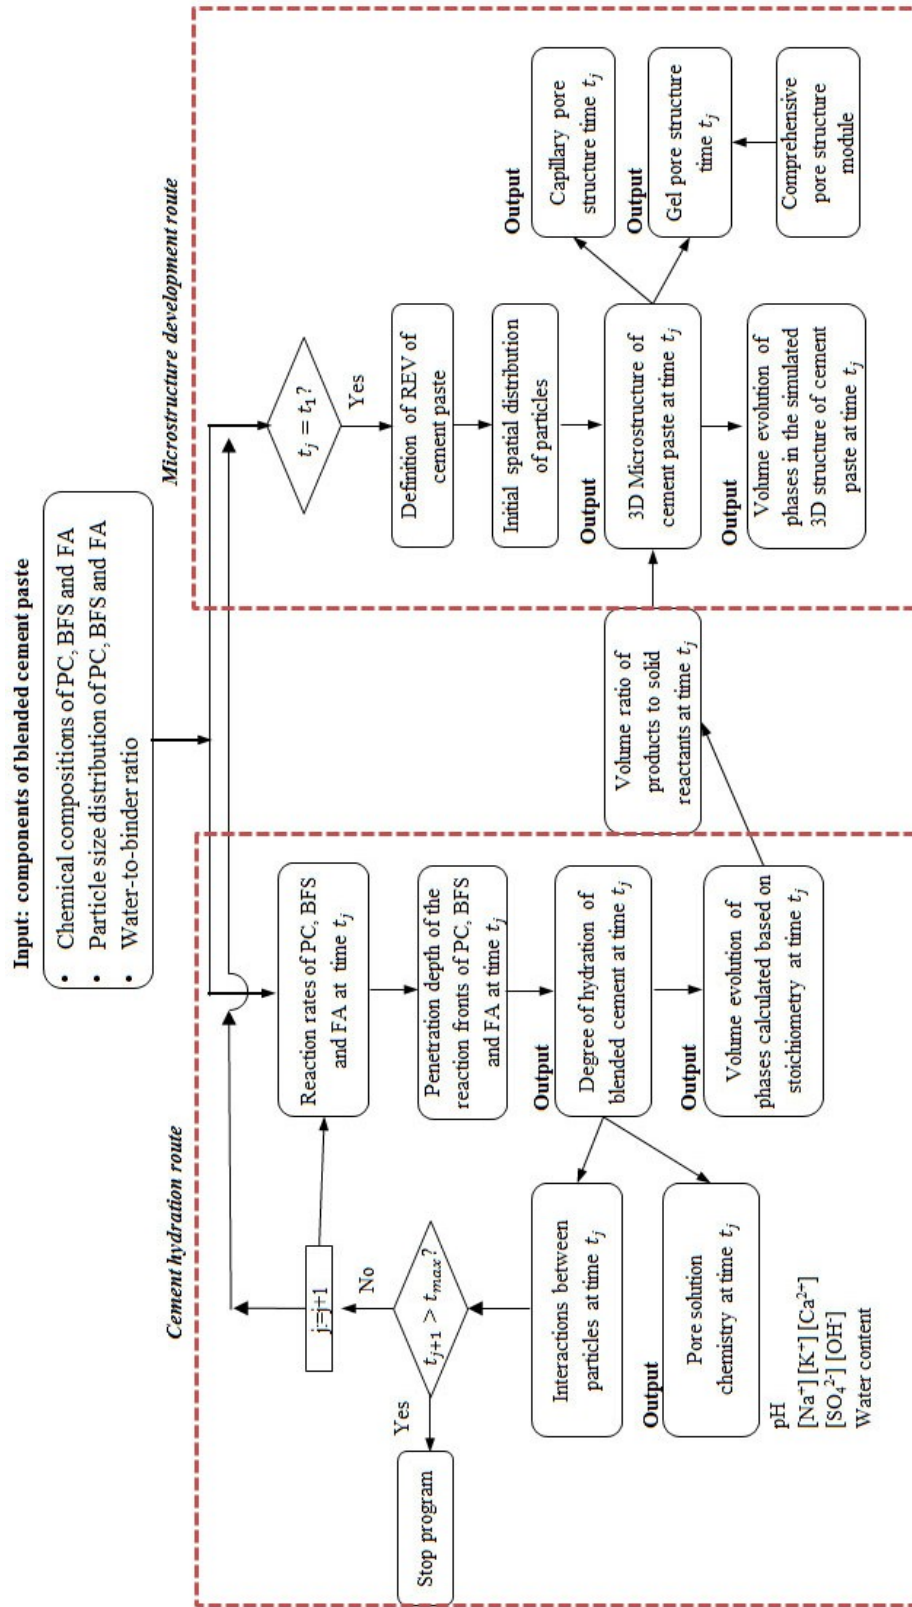 Input: components of blended cement paste
• Chemical compositions of PC, BFS and FA
• Particle size distribution of PC, BFS and FA
• Water-to-binder ratio
Cement hydration route
j:=j+1
No
t_{j+1} > t_{max}?
Yes
Stop program
Reaction rates of PC, BFS
and FA at time t_j
Penetration depth of the
reaction fronts of PC, BFS
and FA at time t_j
Output
Degree of hydration of
blended cement at time t_j
Output
Volume evolution of
phases calculated based on
stoichiometry at time t_j
Interactions between
particles at time t_j
Output
Pore solution
chemistry at time t_j
pH
[Na⁺] [K⁺] [Ca²⁺]
[SO₄²⁻] [OH⁻]
Water content
Volume ratio of
products to solid
reactants at time t_j
Microstructure development route
t_j = t_1?
Yes
Definition of REV of
cement paste
Initial spatial distribution
of particles
Output
3D Microstructure of
cement paste at time t_j
Output
Volume evolution of
phases in the simulated
3D structure of cement
paste at time t_j
Output
Capillary pore
structure time t_j
Output
Gel pore structure
time t_j
Comprehensive
pore structure
module